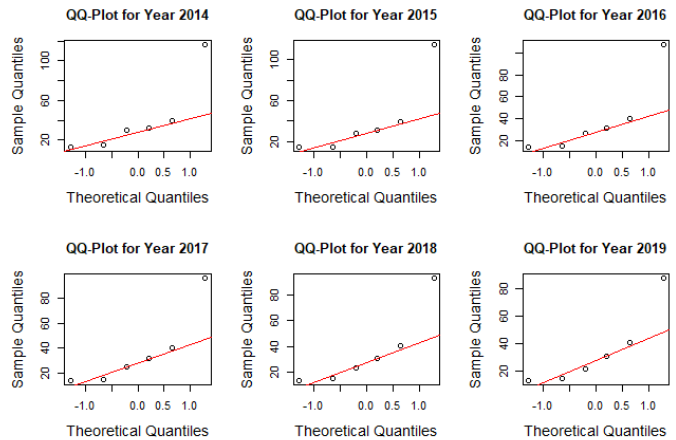 QQ-Plot for Year 2014
Sample Quantiles
20 60 100
-1.0 0.0 0.5 1.0
Theoretical Quantiles
QQ-Plot for Year 2015
Sample Quantiles
20 60 100
-1.0 0.0 0.5 1.0
Theoretical Quantiles
QQ-Plot for Year 2016
Sample Quantiles
20 40 60 80
-1.0 0.0 0.5 1.0
Theoretical Quantiles
QQ-Plot for Year 2017
Sample Quantiles
20 40 60 80
-1.0 0.0 0.5 1.0
Theoretical Quantiles
QQ-Plot for Year 2018
Sample Quantiles
20 40 60 80
-1.0 0.0 0.5 1.0
Theoretical Quantiles
QQ-Plot for Year 2019
Sample Quantiles
20 40 60 80
-1.0 0.0 0.5 1.0
Theoretical Quantiles